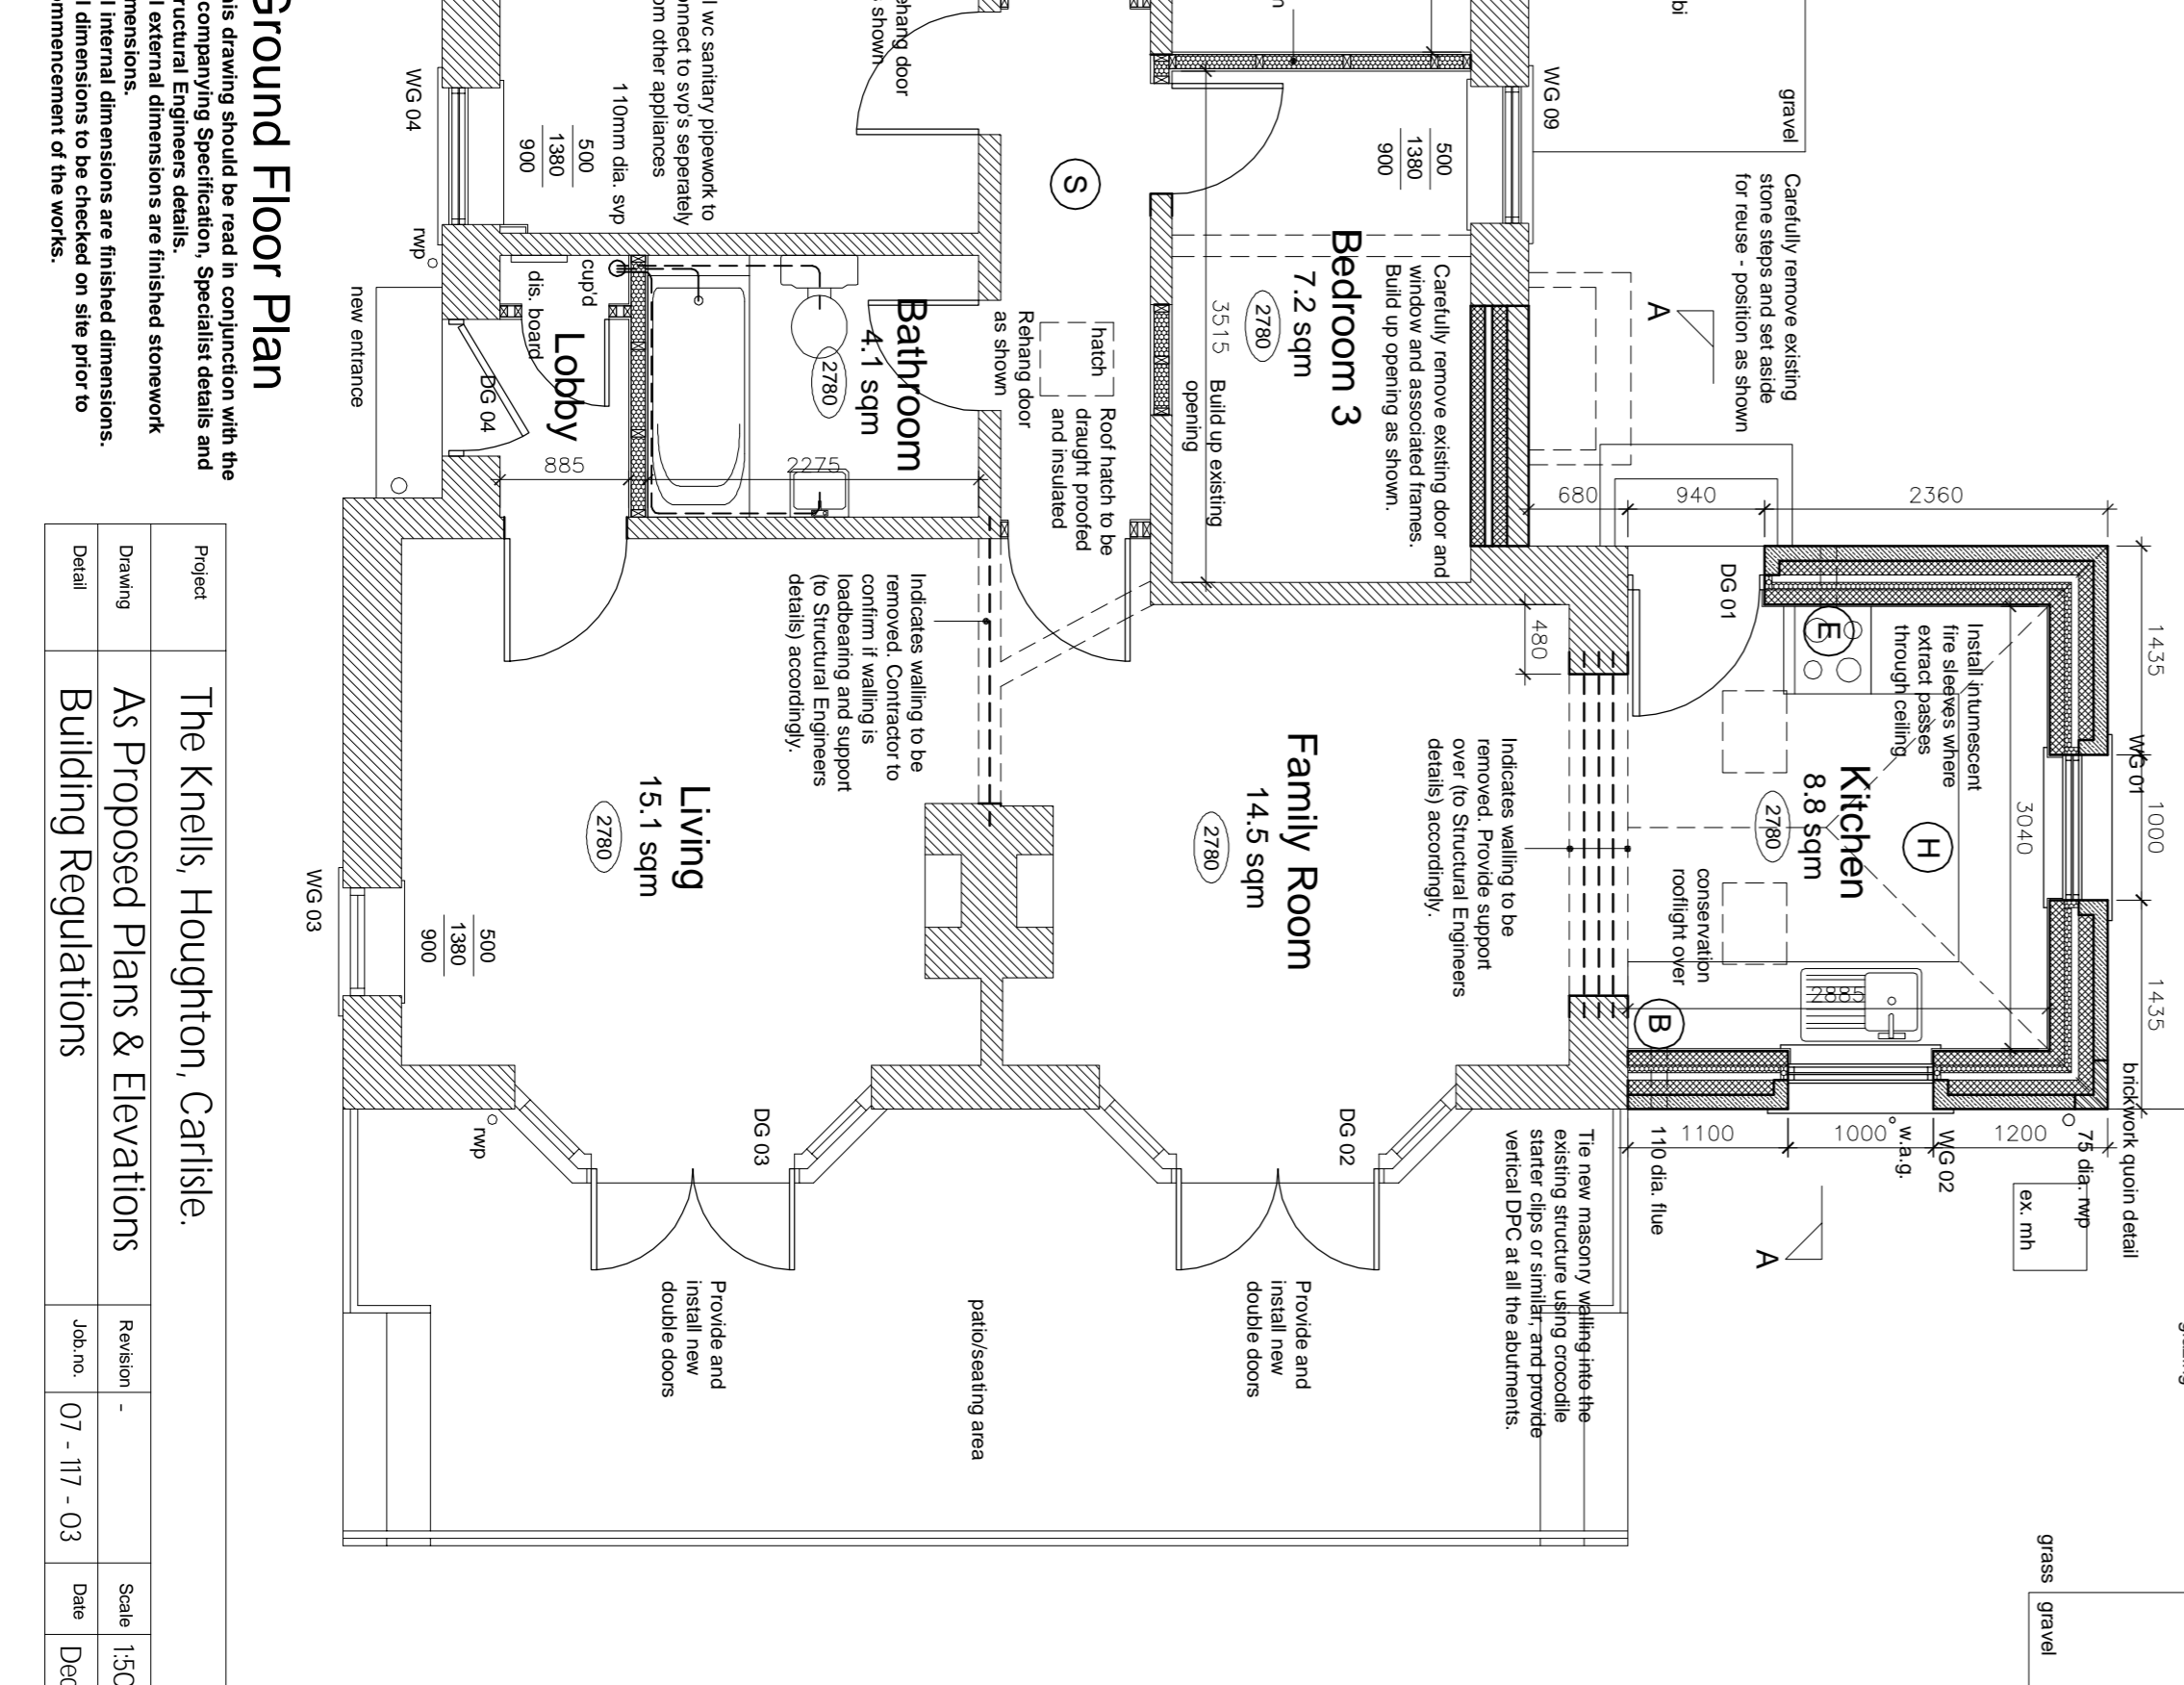 Ground Floor Plan
his drawing should be read in conjunction with the
companying Specification, Specialist details and
ructural Engineers details.
l external dimensions are finished stonework
mensions.
l internal dimensions are finished dimensions.
l dimensions to be checked on site prior to
mmencement of the works.
Project
The Knells, Houghton, Carlisle.
Drawing
As Proposed Plans & Elevations
Detail
Building Regulations
Revision
-
Scale
1:50
Job.no.
07 - 117 - 03
Date
Dec
gravel
WG 09
500
1380
900
Carefully remove existing
stone steps and set aside
for reuse - position as shown
A
Bedroom 3
7.2 sqm
2780
3515
Carefully remove existing door and
window and associated frames.
Build up opening as shown.
Build up existing
opening
S
hatch
Roof hatch to be
draught proofed
and insulated
Rehang door
as shown
ehang door
s shown
l wc sanitary pipework to
onnect to svp's seperately
om other appliances
110mm dia. svp
WG 04
500
1380
900
rwp
new entrance
cup'd
dis. board
Lobby
DG 04
885
Bathroom
4.1 sqm
2780
2275
680
940
2360
1435
1000
1435
WG 01
DG 01
E
Install intumescent
fire sleeves where
extract passes
through ceiling
Kitchen
8.8 sqm
2780
H
3040
conservation
rooflight over
2885
B
480
Indicates walling to be
removed. Provide support
over (to Structural Engineers
details) accordingly.
Indicates walling to be
removed. Contractor to
confirm if walling is
loadbearing and support
(to Structural Engineers
details) accordingly.
Family Room
14.5 sqm
2780
Living
15.1 sqm
2780
WG 03
500
1380
900
rwp
DG 03
DG 02
1100
1000
1200
110 dia. flue
w.a.g.
WG 02
75 dia. rwp
brickwork quoin detail
ex. mh
A
Tie new masonry walling into the
existing structure using crocodile
starter clips or similar, and provide
vertical DPC at all the abutments.
Provide and
install new
double doors
Provide and
install new
double doors
patio/seating area
grass
gravel